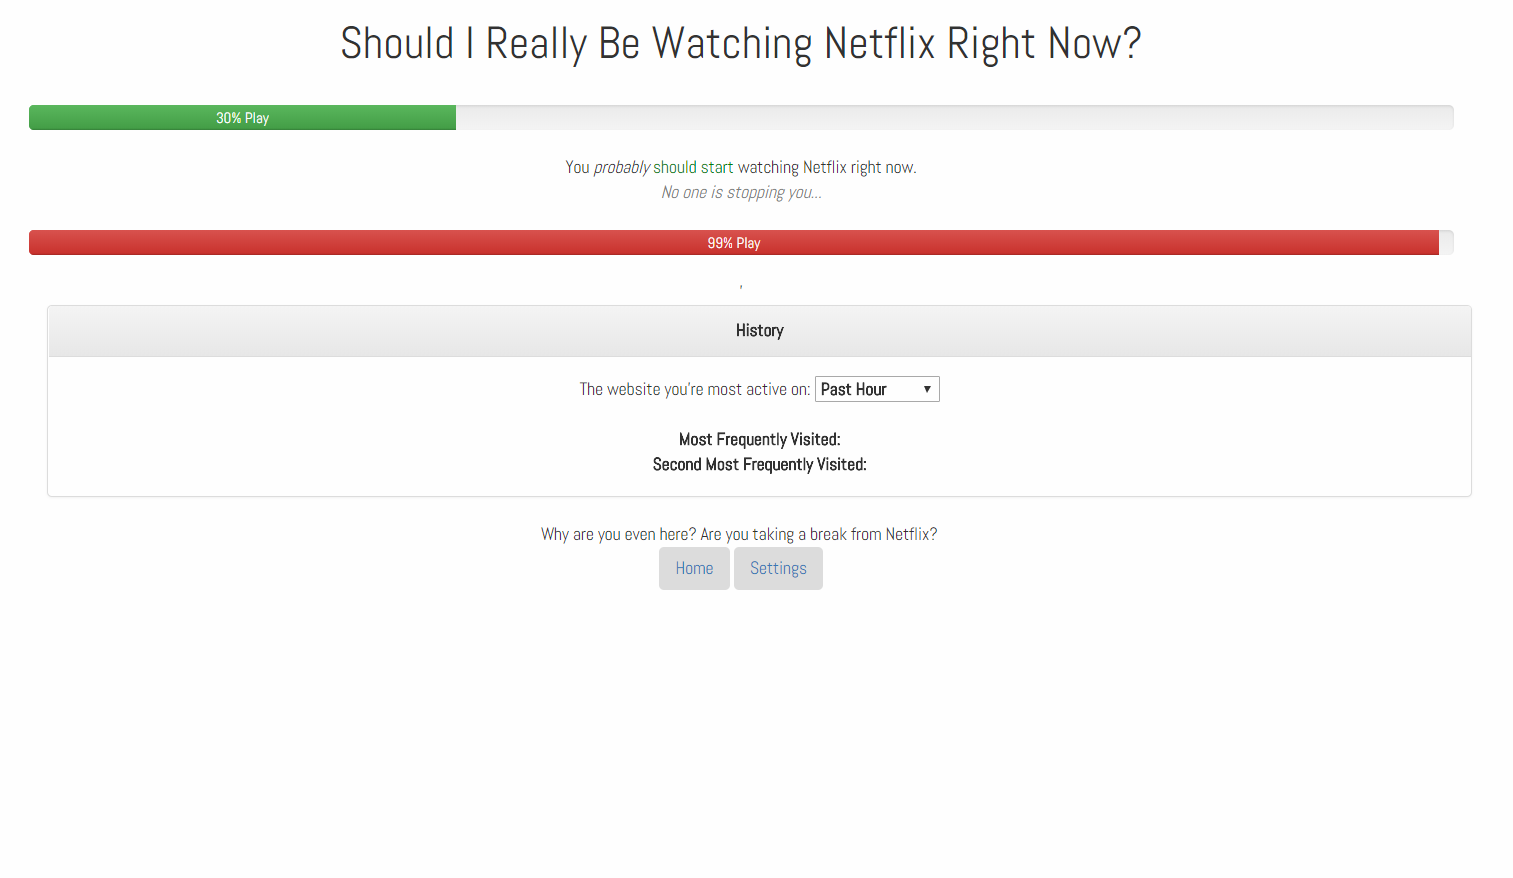 Should I Really Be Watching Netflix Right Now?
30% Play
You probably should start watching Netflix right now.
No one is stopping you...
99% Play
,
History
The website you're most active on: Past Hour
Most Frequently Visited:
Second Most Frequently Visited:
Why are you even here? Are you taking a break from Netflix?
Home Settings